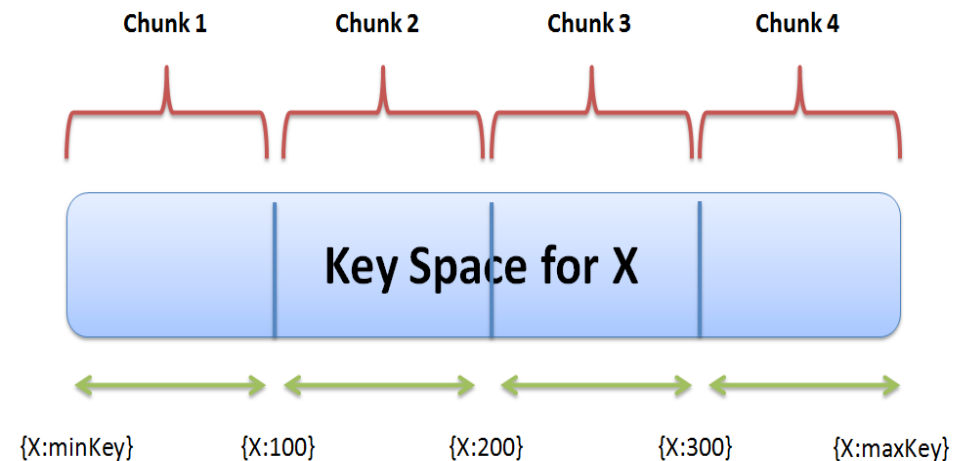 Chunk 1 Chunk 2 Chunk 3 Chunk 4
Key Space for X
{X:minKey} {X:100} {X:200} {X:300} {X:maxKey}